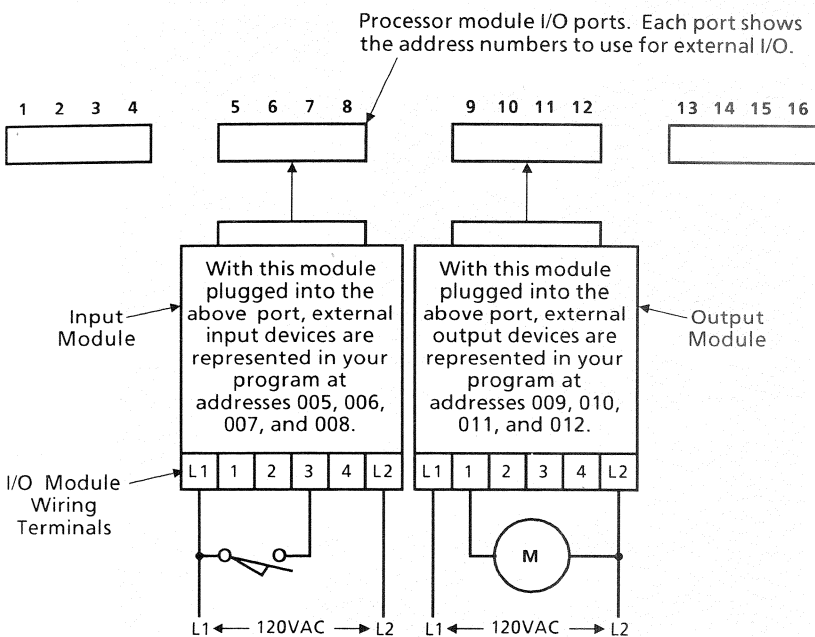 Processor module I/O ports. Each port shows
the address numbers to use for external I/O.
1 2 3 4
5 6 7 8
9 10 11 12
13 14 15 16
With this module
plugged into the
above port, external
input devices are
represented in your
program at
addresses 005, 006,
007, and 008.
With this module
plugged into the
above port, external
output devices are
represented in your
program at
addresses 009, 010,
011, and 012.
Input
Module
Output
Module
I/O Module
Wiring
Terminals
L1 1 2 3 4 L2
L1 1 2 3 4 L2
M
L1 120VAC L2
L1 120VAC L2